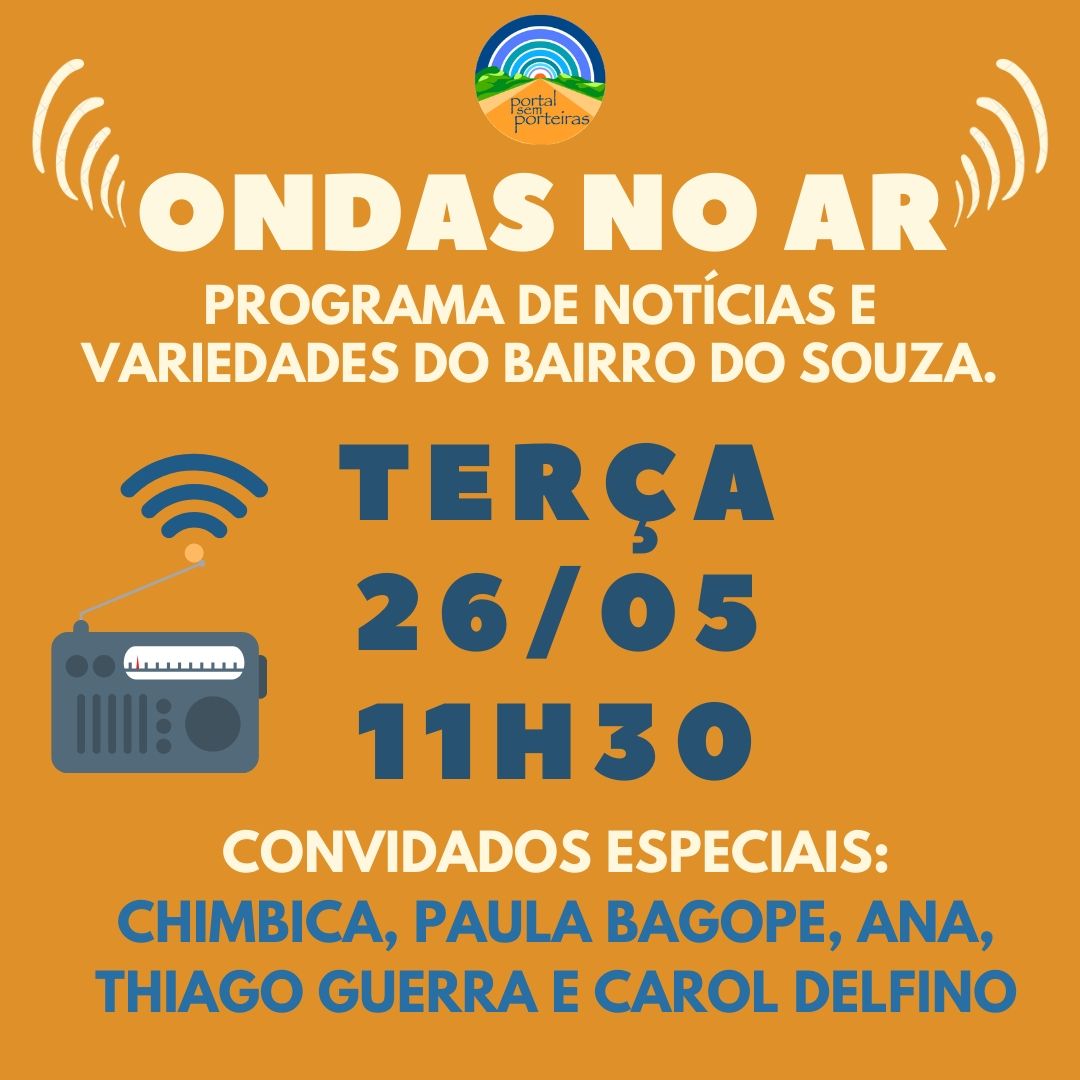 portal
sem
porteiras
ONDAS NO AR
PROGRAMA DE NOTÍCIAS E
VARIEDADES DO BAIRRO DO SOUZA.
TERÇA
26/05
11H30
CONVIDADOS ESPECIAIS:
CHIMBICA, PAULA BAGOPE, ANA,
THIAGO GUERRA E CAROL DELFINO